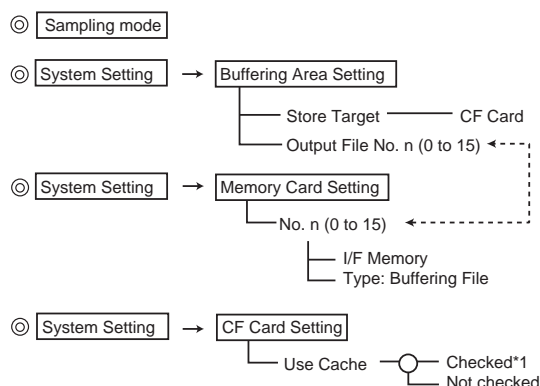 Sampling mode
System Setting → Buffering Area Setting
Store Target CF Card
Output File No. n (0 to 15)
System Setting → Memory Card Setting
No. n (0 to 15)
I/F Memory
Type: Buffering File
System Setting → CF Card Setting
Use Cache Checked*1
Not checked